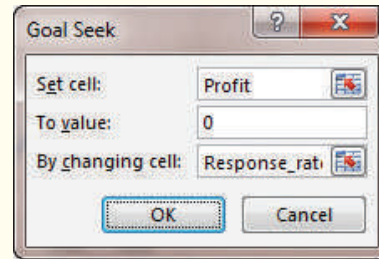 Goal Seek
Set cell: Profit
To value: 0
By changing cell: Response_rat
OK Cancel